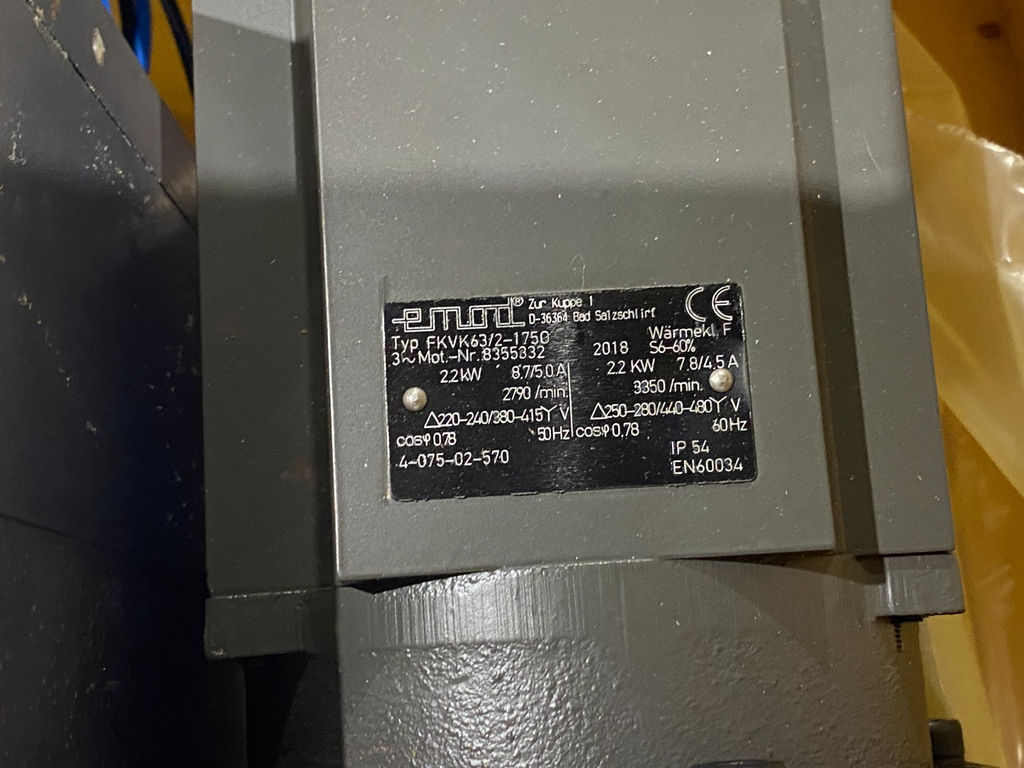 emod® Zur Kuppe 1
D-36364 Bad Salzschlirf CE
Typ FKVK63/2-175G Wärmekl. F
3~ Mot.-Nr. 8355332 2018 S6-60%
2.2 kW 8.7/5.0 A 2.2 KW 7.8/4.5 A
2790 /min. 3350 /min.
△220-240/380-415Y V △250-280/440-480Y V
cosφ 0,78 50Hz cosφ 0,78 60Hz
4-075-02-570 IP 54
EN60034